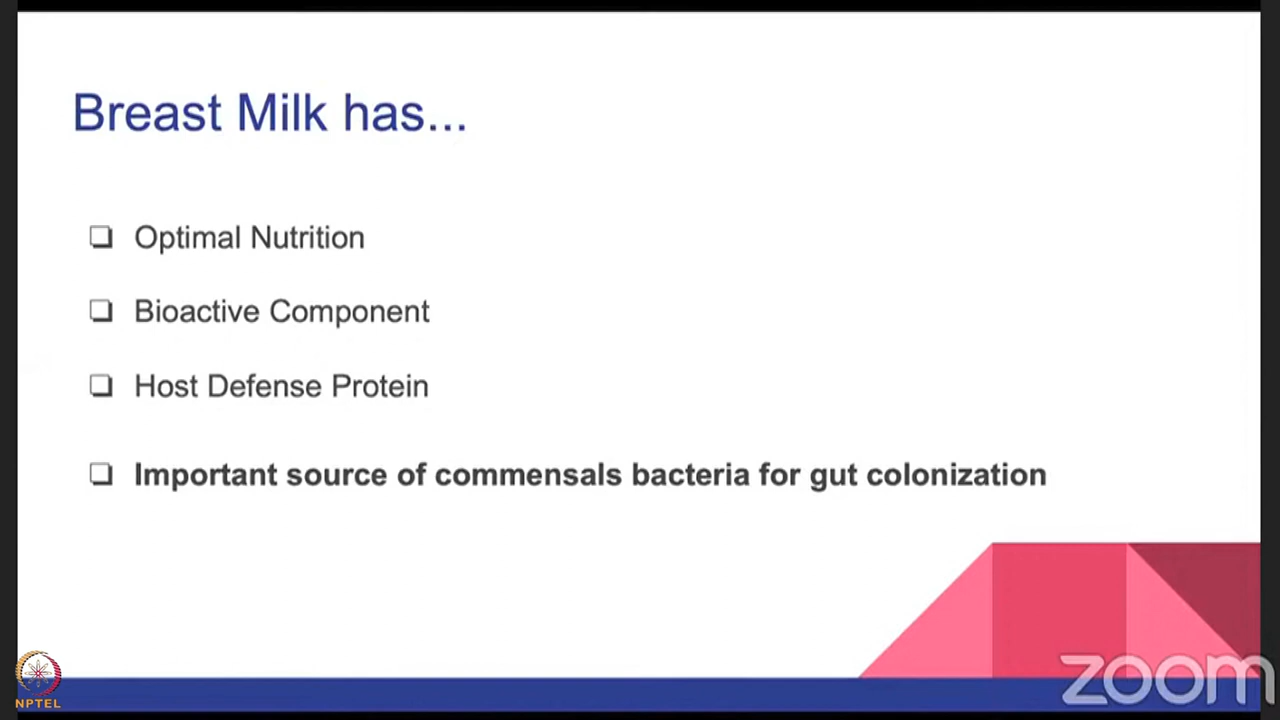 Breast Milk has...
Optimal Nutrition
Bioactive Component
Host Defense Protein
Important source of commensals bacteria for gut colonization
NPTEL
zoom